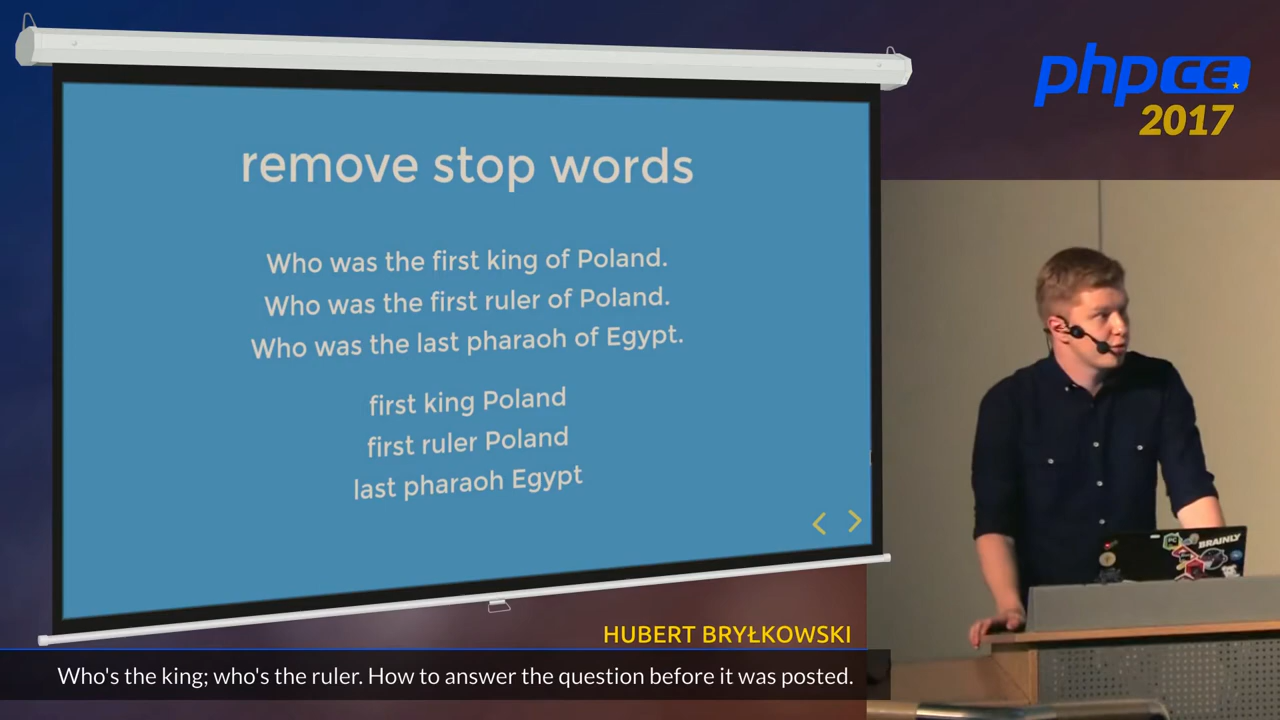 remove stop words
Who was the first king of Poland.
Who was the first ruler of Poland.
Who was the last pharaoh of Egypt.
first king Poland
first ruler Poland
last pharaoh Egypt
< >
php CE
2017
BRAINLY
HUBERT BRYŁKOWSKI
Who's the king; who's the ruler. How to answer the question before it was posted.